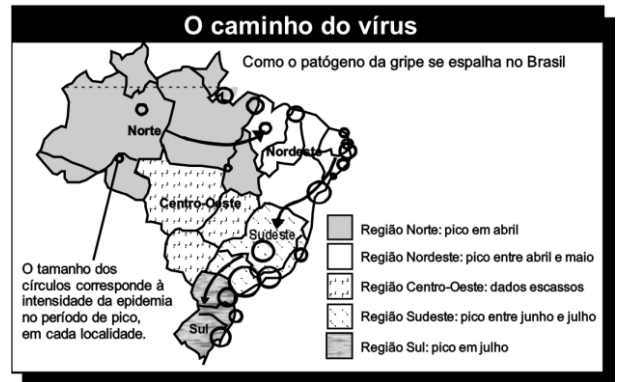 O caminho do vírus
Como o patógeno da gripe se espalha no Brasil
Norte
Nordeste
Centro-Oeste
Sudeste
Sul
O tamanho dos
círculos corresponde à
intensidade da epidemia
no período de pico,
em cada localidade.
Região Norte: pico em abril
Região Nordeste: pico entre abril e maio
Região Centro-Oeste: dados escassos
Região Sudeste: pico entre junho e julho
Região Sul: pico em julho